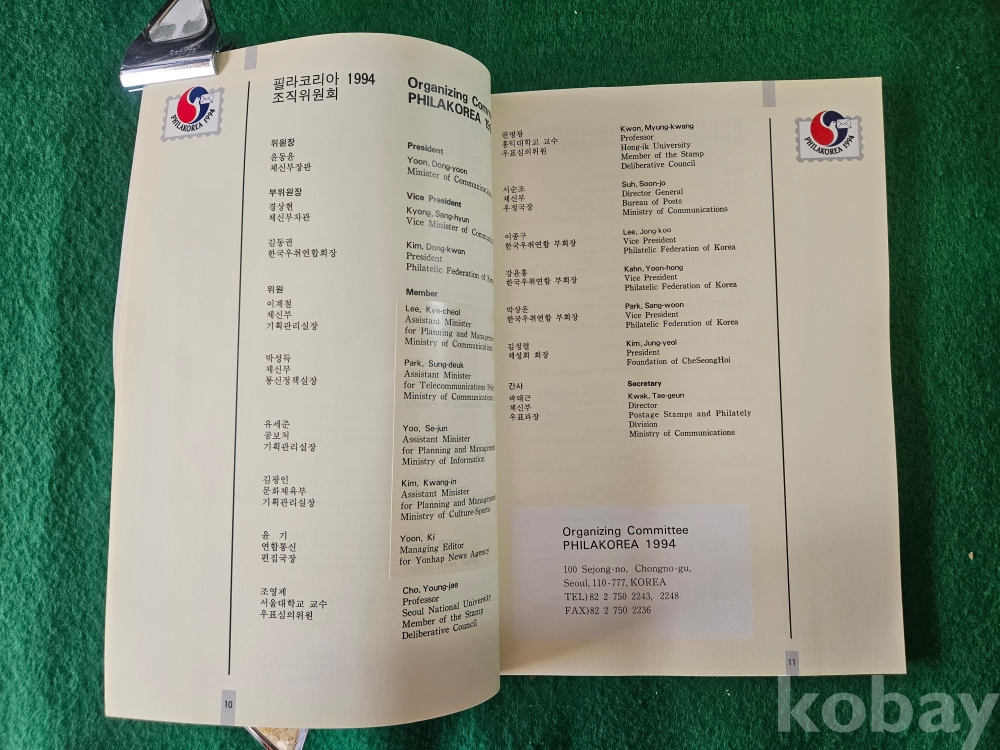 필라코리아 1994
조직위원회
Organizing
PHILAKOREA
PHILAKOREA 1994
위원장
윤동윤
체신부장관
President
Yoon, Dong-yoon
Minister of
부위원장
경상현
체신부차관
Vice President
Kyong, Sang-hyun
Vice Minister of
김동권
한국우취연합회장
Kim, Dong-kwon
President
Philatelic Federation of
위원
Member
이계철
체신부
기획관리실장
Lee, Kye-cheol
Assistant Minister
for Planning and
Ministry of
박성득
체신부
통신정책실장
Park, Sung-deuk
Assistant Minister
for Telecommunications
Ministry of Communications
유세준
공보처
기획관리실장
Yoo, Se-jun
Assistant Minister
for Planning and
Ministry of Information
김광인
문화체육부
기획관리실장
Kim, Kwang-in
Assistant Minister
for Planning and
Ministry of Culture-Sports
윤 기
연합통신
편집국장
Yoon, Ki
Managing Editor
for Yonhap News Agency
조영제
서울대학교 교수
우표심의위원
Cho, Young-jae
Professor
Seoul National University
Member of the Stamp
Deliberative Council
10
PHILAKOREA 1994
권명광
홍익대학교 교수
우표심의위원
Kwon, Myung-kwang
Professor
Hong-ik University
Member of the Stamp
Deliberative Council
서순조
체신부
우정국장
Suh, Soon-jo
Director General
Bureau of Posts
Ministry of Communications
이종구
한국우취연합 부회장
Lee, Jong-koo
Vice President
Philatelic Federation of Korea
강윤홍
한국우취연합 부회장
Kahn, Yoon-hong
Vice President
Philatelic Federation of Korea
박상운
한국우취연합 부회장
Park, Sang-woon
Vice President
Philatelic Federation of Korea
김정렬
체성회 회장
Kim, Jung-yeol
President
Foundation of CheSeongHoi
간사
Secretary
곽태근
체신부
우표과장
Kwak, Tae-geun
Director
Postage Stamps and Philately
Division
Ministry of Communications
Organizing Committee
PHILAKOREA 1994
100 Sejong-no, Chongno-gu,
Seoul, 110-777, KOREA
TEL)82 2 750 2243, 2248
FAX)82 2 750 2236
11
kobay